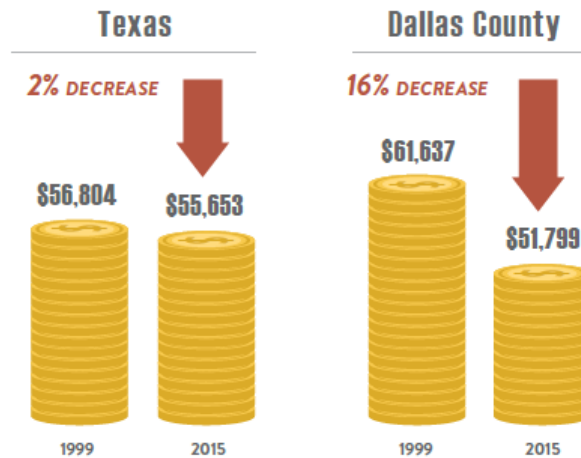 Texas
2% DECREASE
$56,804
$55,653
1999
2015
Dallas County
16% DECREASE
$61,637
$51,799
1999
2015